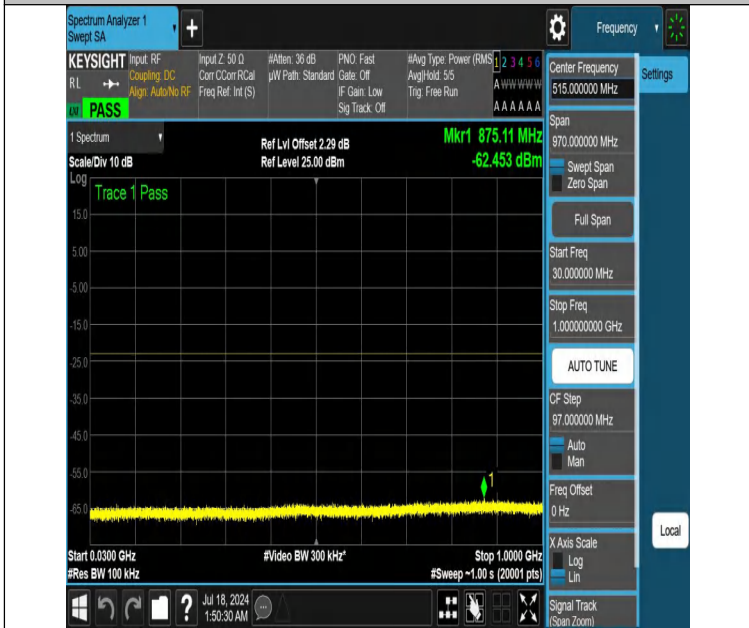 Spectrum Analyzer 1
Swept SA
+
Frequency
KEYSIGHT
RL
PASS
Input: RF
Coupling: DC
Align: Auto/No RF
Input Z: 50 Ω
Corr CCorr RCal
Freq Ref: Int (S)
#Atten: 36 dB
µW Path: Standard
PNO: Fast
Gate: Off
IF Gain: Low
Sig Track: Off
#Avg Type: Power (RMS
Avg|Hold: 5/5
Trig: Free Run
1 2 3 4 5 6
A W W W W W
A A A A A A
1 Spectrum
Scale/Div 10 dB
Log
Ref Lvl Offset 2.29 dB
Ref Level 25.00 dBm
Mkr1 875.11 MHz
-62.453 dBm
Trace 1 Pass
15.0
5.00
-5.00
-15.0
-25.0
-35.0
-45.0
-55.0
-65.0
1
Start 0.0300 GHz
#Res BW 100 kHz
#Video BW 300 kHz*
Stop 1.0000 GHz
#Sweep ~1.00 s (20001 pts)
?
Jul 18, 2024
1:50:30 AM
Center Frequency
515.000000 MHz
Settings
Span
970.000000 MHz
Swept Span
Zero Span
Full Span
Start Freq
30.000000 MHz
Stop Freq
1.000000000 GHz
AUTO TUNE
CF Step
97.000000 MHz
Auto
Man
Freq Offset
0 Hz
Local
X Axis Scale
Log
Lin
Signal Track
(Span Zoom)